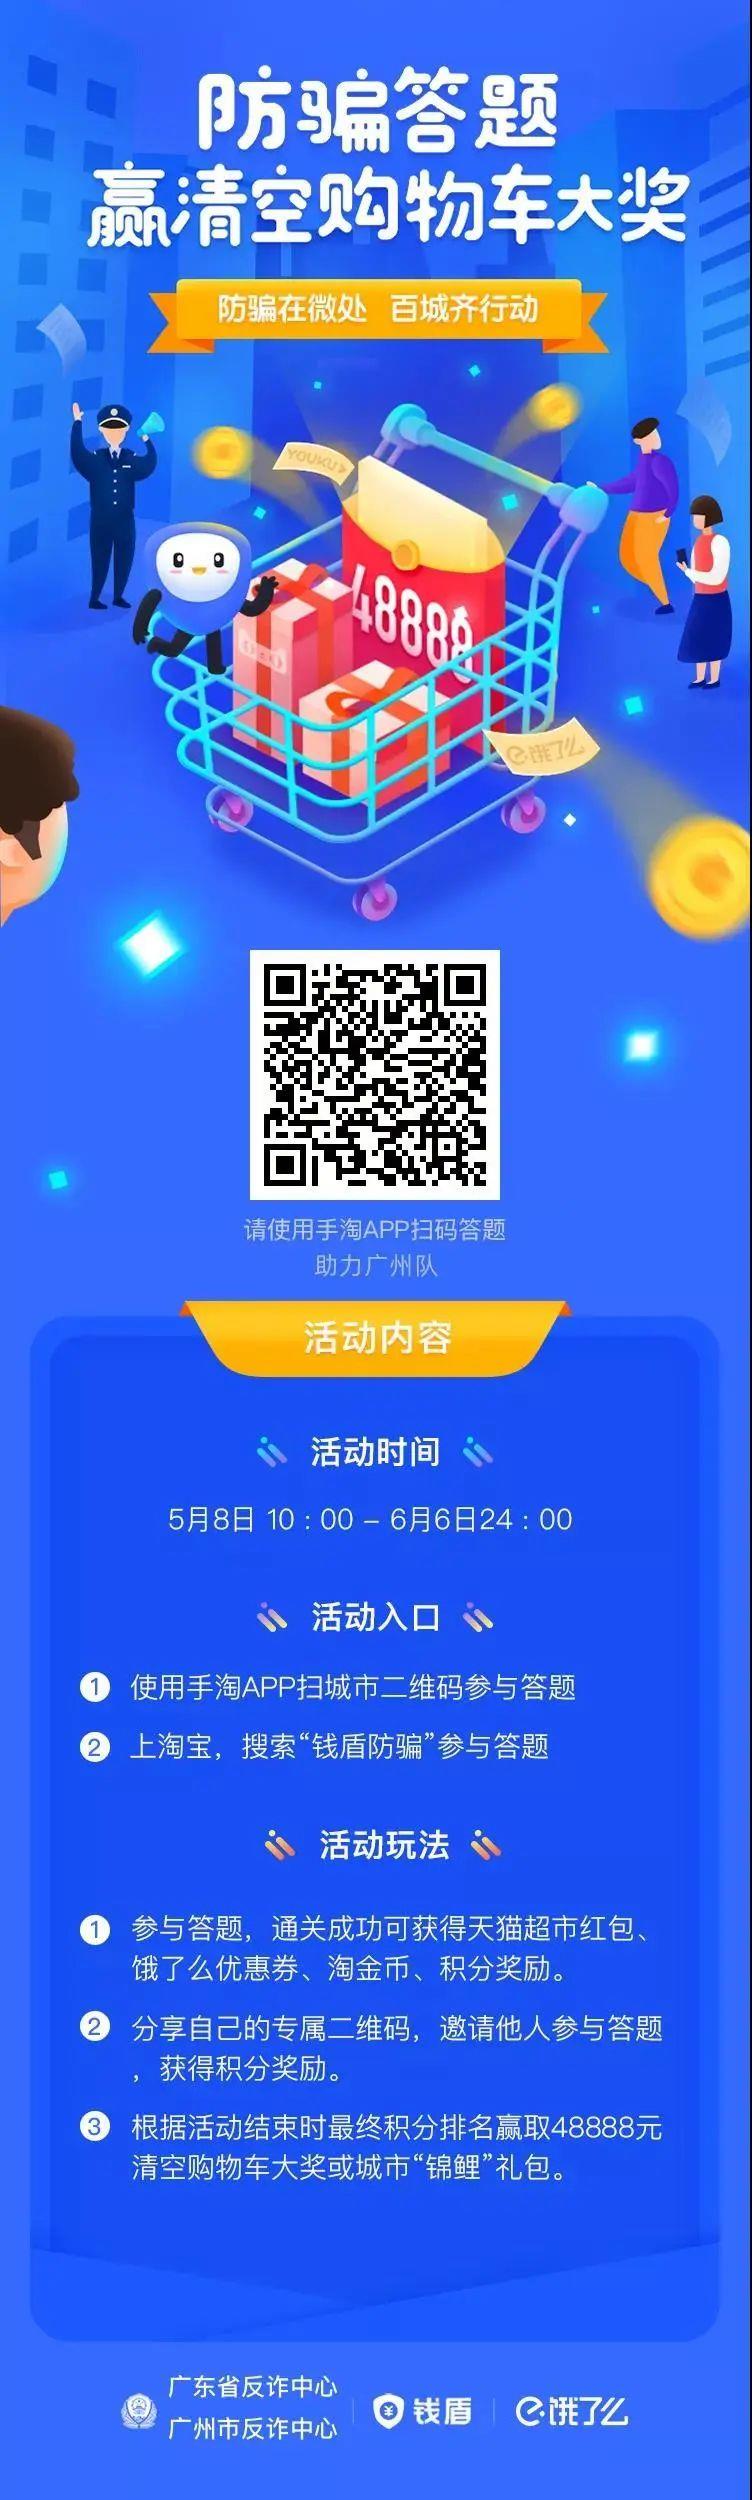 防骗答题
赢清空购物车大奖
防骗在微处 百城齐行动
YOUKU
48888
饿了么
请使用手淘APP扫码答题
助力广州队
活动内容
活动时间
5月8日 10：00 – 6月6日24：00
活动入口
1 使用手淘APP扫城市二维码参与答题
2 上淘宝，搜索“钱盾防骗”参与答题
活动玩法
1 参与答题，通关成功可获得天猫超市红包、
饿了么优惠券、淘金币、积分奖励。
2 分享自己的专属二维码，邀请他人参与答题
，获得积分奖励。
3 根据活动结束时最终积分排名赢取48888元
清空购物车大奖或城市“锦鲤”礼包。
广东省反诈中心
广州市反诈中心
钱盾
饿了么